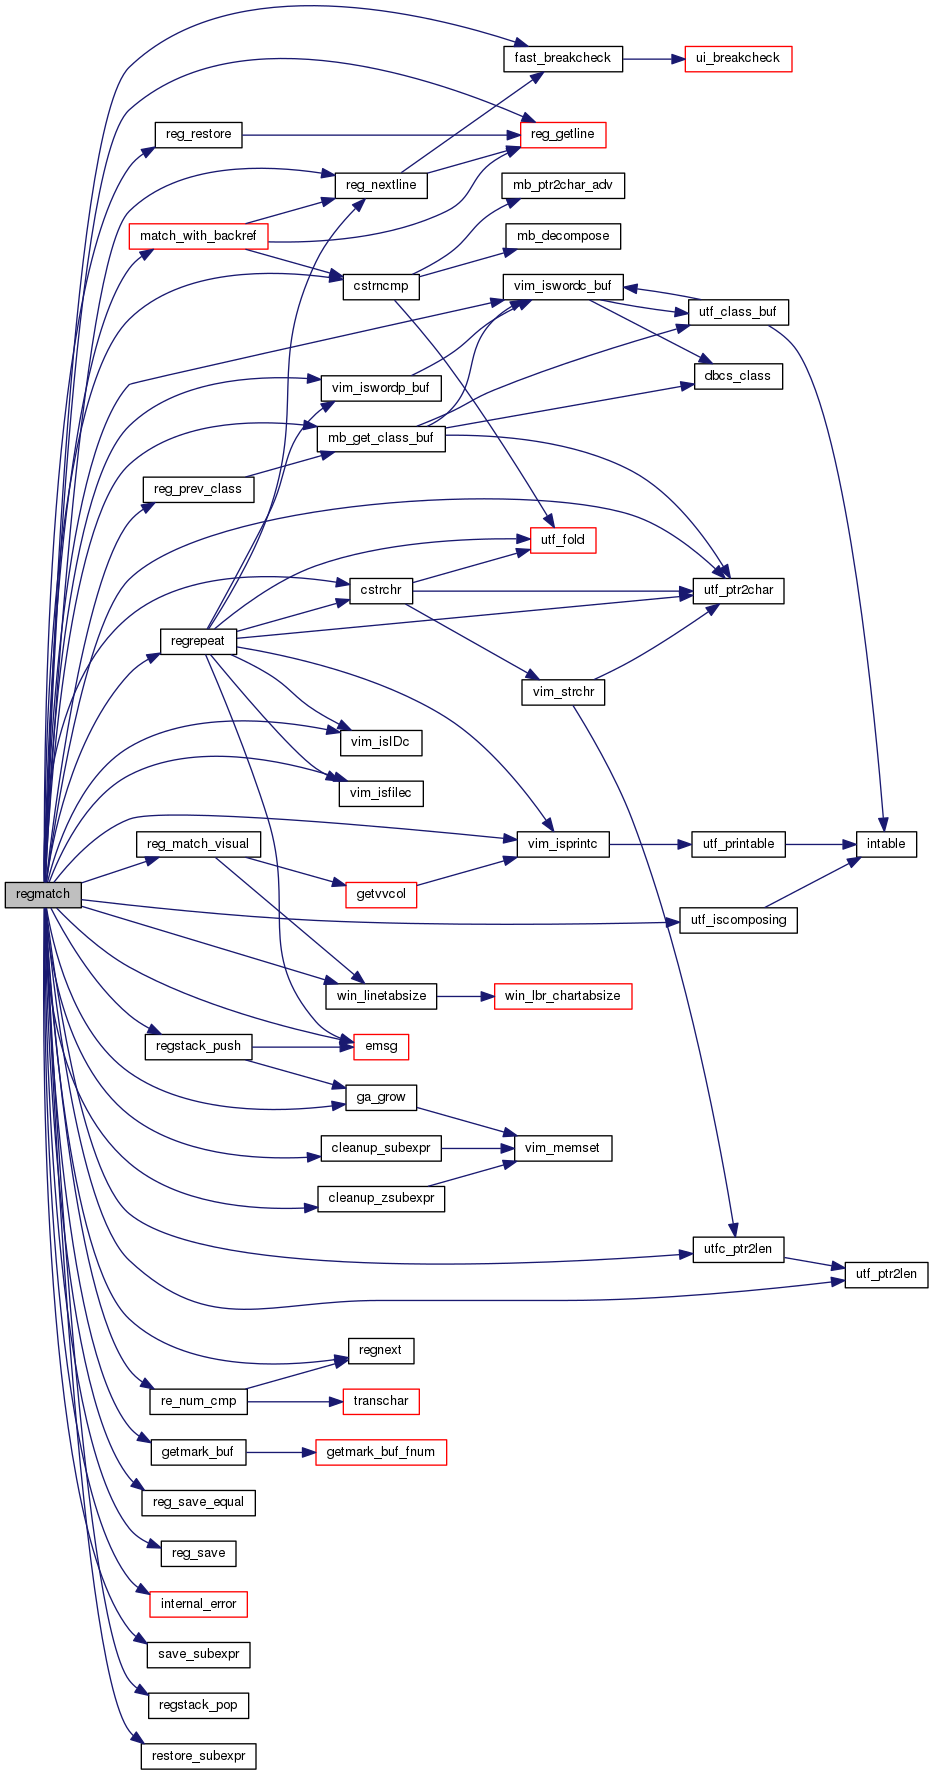 fast_breakcheck
ui_breakcheck
reg_restore
reg_getline
reg_nextline
mb_ptr2char_adv
match_with_backref
mb_decompose
cstrncmp
vim_iswordc_buf
utf_class_buf
vim_iswordp_buf
dbcs_class
mb_get_class_buf
reg_prev_class
utf_fold
cstrchr
utf_ptr2char
regrepeat
vim_strchr
vim_isIDc
vim_isfilec
reg_match_visual
vim_isprintc
utf_printable
intable
regmatch
getvvcol
utf_iscomposing
win_linetabsize
win_lbr_chartabsize
regstack_push
emsg
ga_grow
cleanup_subexpr
vim_memset
cleanup_zsubexpr
utfc_ptr2len
utf_ptr2len
regnext
re_num_cmp
transchar
getmark_buf
getmark_buf_fnum
reg_save_equal
reg_save
internal_error
save_subexpr
regstack_pop
restore_subexpr